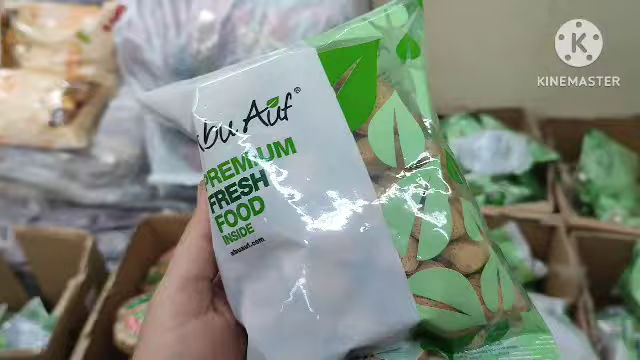 Abu Auf®
PREMIUM
FRESH
FOOD
INSIDE
abuauf.com
K
KINEMASTER